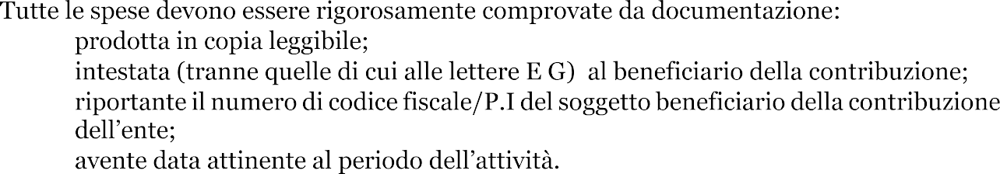 Tutte le spese devono essere rigorosamente comprovate da documentazione:
prodotta in copia leggibile;
intestata (tranne quelle di cui alle lettere E G)  al beneficiario della contribuzione;
riportante il numero di codice fiscale/P.I del soggetto beneficiario della contribuzione
dell’ente;
avente data attinente al periodo dell’attività.